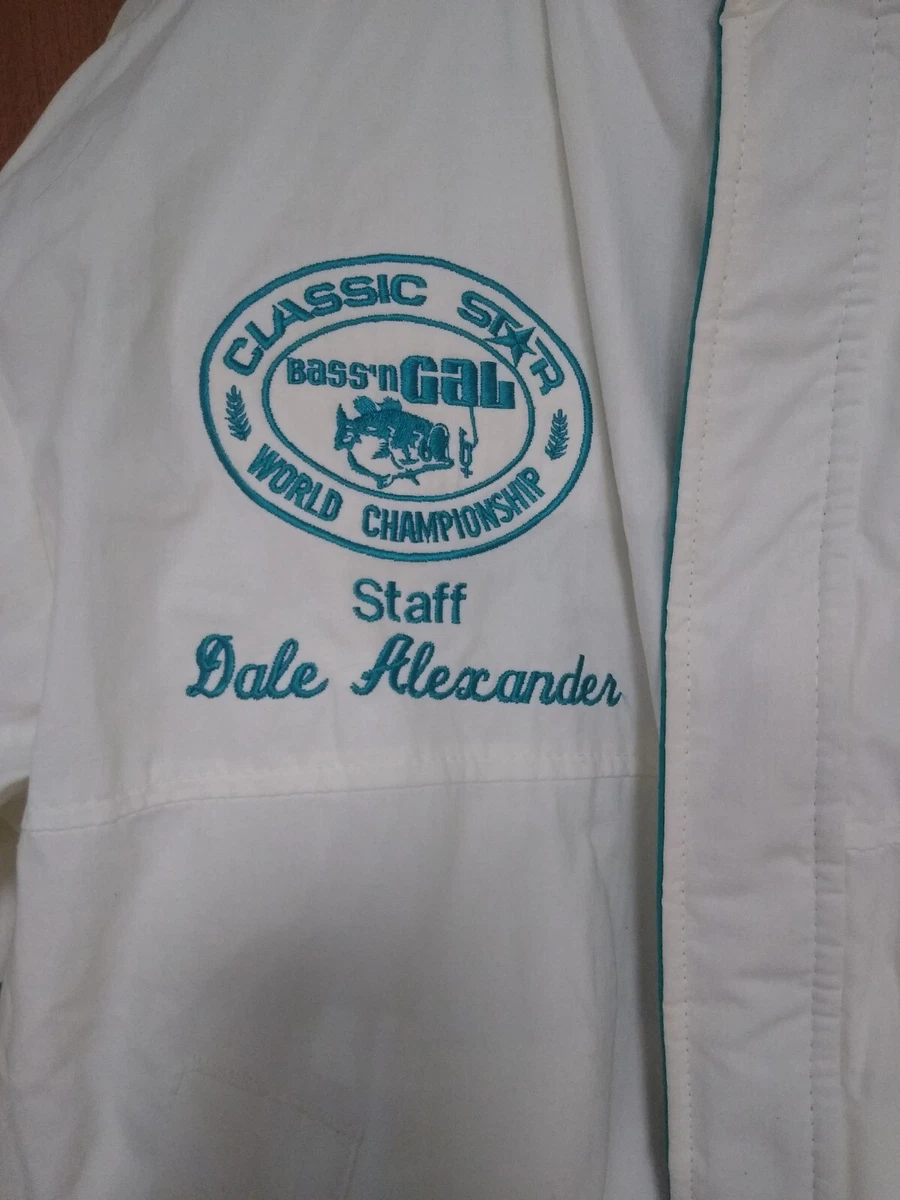 CLASSIC STAR
Bass'n Gal
WORLD CHAMPIONSHIP
Staff
Dale Alexander